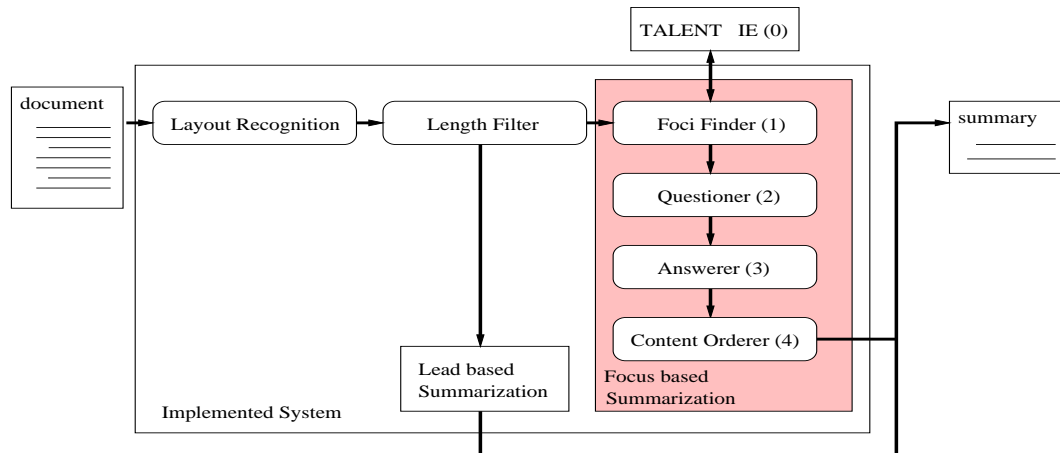 TALENT IE (0)
document
Layout Recognition
Length Filter
Foci Finder (1)
summary
Questioner (2)
Answerer (3)
Content Orderer (4)
Lead based
Summarization
Focus based
Summarization
Implemented System